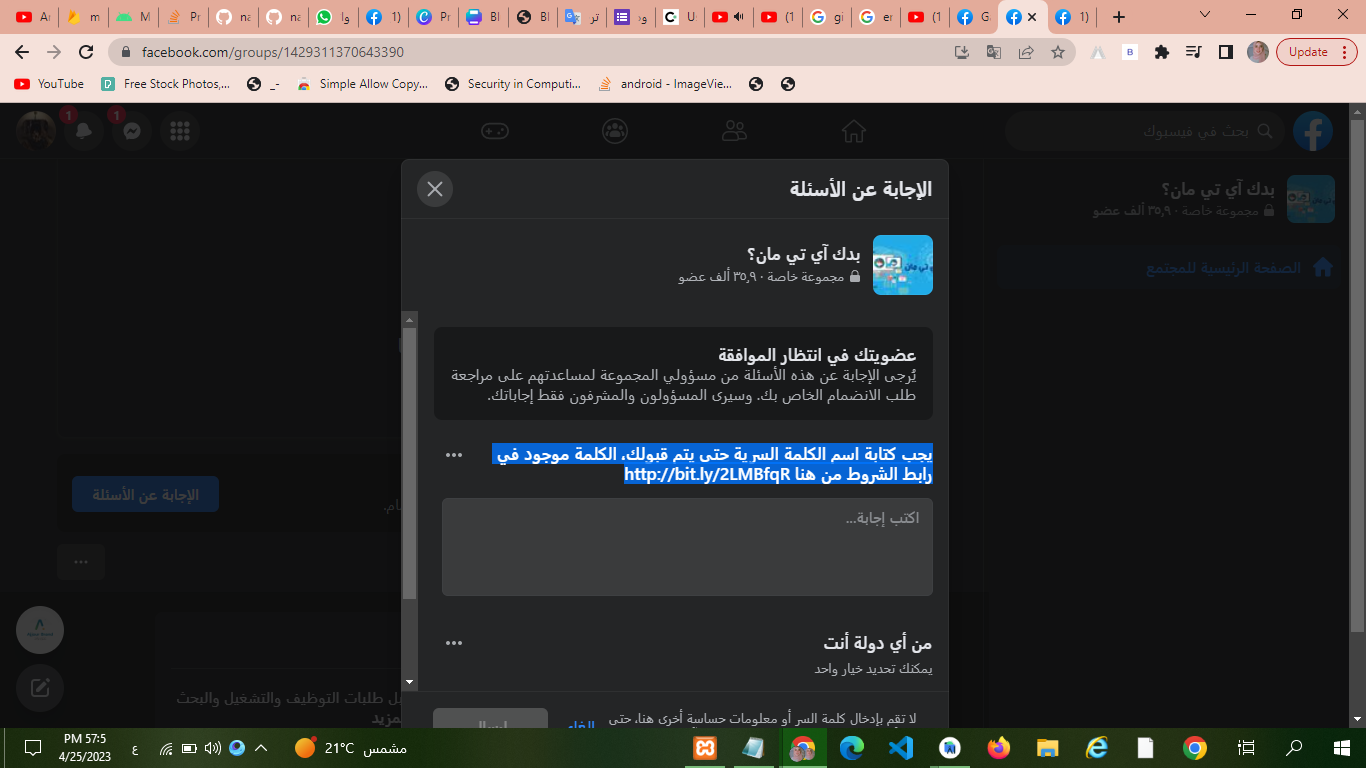 Ar
m
M
Pr
na
na
وا
(1
Pr
Bl
Bl
تر
ود
Us
(1
gi
er
(1
G
(1
facebook.com/groups/1429311370643390
Update
YouTube
Free Stock Photos,...
_-
Simple Allow Copy...
Security in Computi...
android - ImageVie...
1
1
بحث في فيسبوك
بدك آي تي مان؟
مجموعة خاصة · ٣٥٫٩ ألف عضو
الصفحة الرئيسية للمجتمع
الإجابة عن الأسئلة
بدك آي تي مان؟
مجموعة خاصة · ٣٥٫٩ ألف عضو
عضويتك في انتظار الموافقة
يُرجى الإجابة عن هذه الأسئلة من مسؤولي المجموعة لمساعدتهم على مراجعة
طلب الانضمام الخاص بك. وسيرى المسؤولون والمشرفون فقط إجاباتك.
يجب كتابة اسم الكلمة السرية حتى يتم قبولك. الكلمة موجود في
رابط الشروط من هنا http://bit.ly/2LMBfqR
اكتب إجابة...
الإجابة عن الأسئلة
من أي دولة أنت
يمكنك تحديد خيار واحد
طلبات التوظيف والتشغيل والبحث
لا تقم بإدخال كلمة السر أو معلومات حساسة أخرى هنا، حتى
إلغاء
إرسال
PM 57:5
4/25/2023
ع
21°C
مشمس